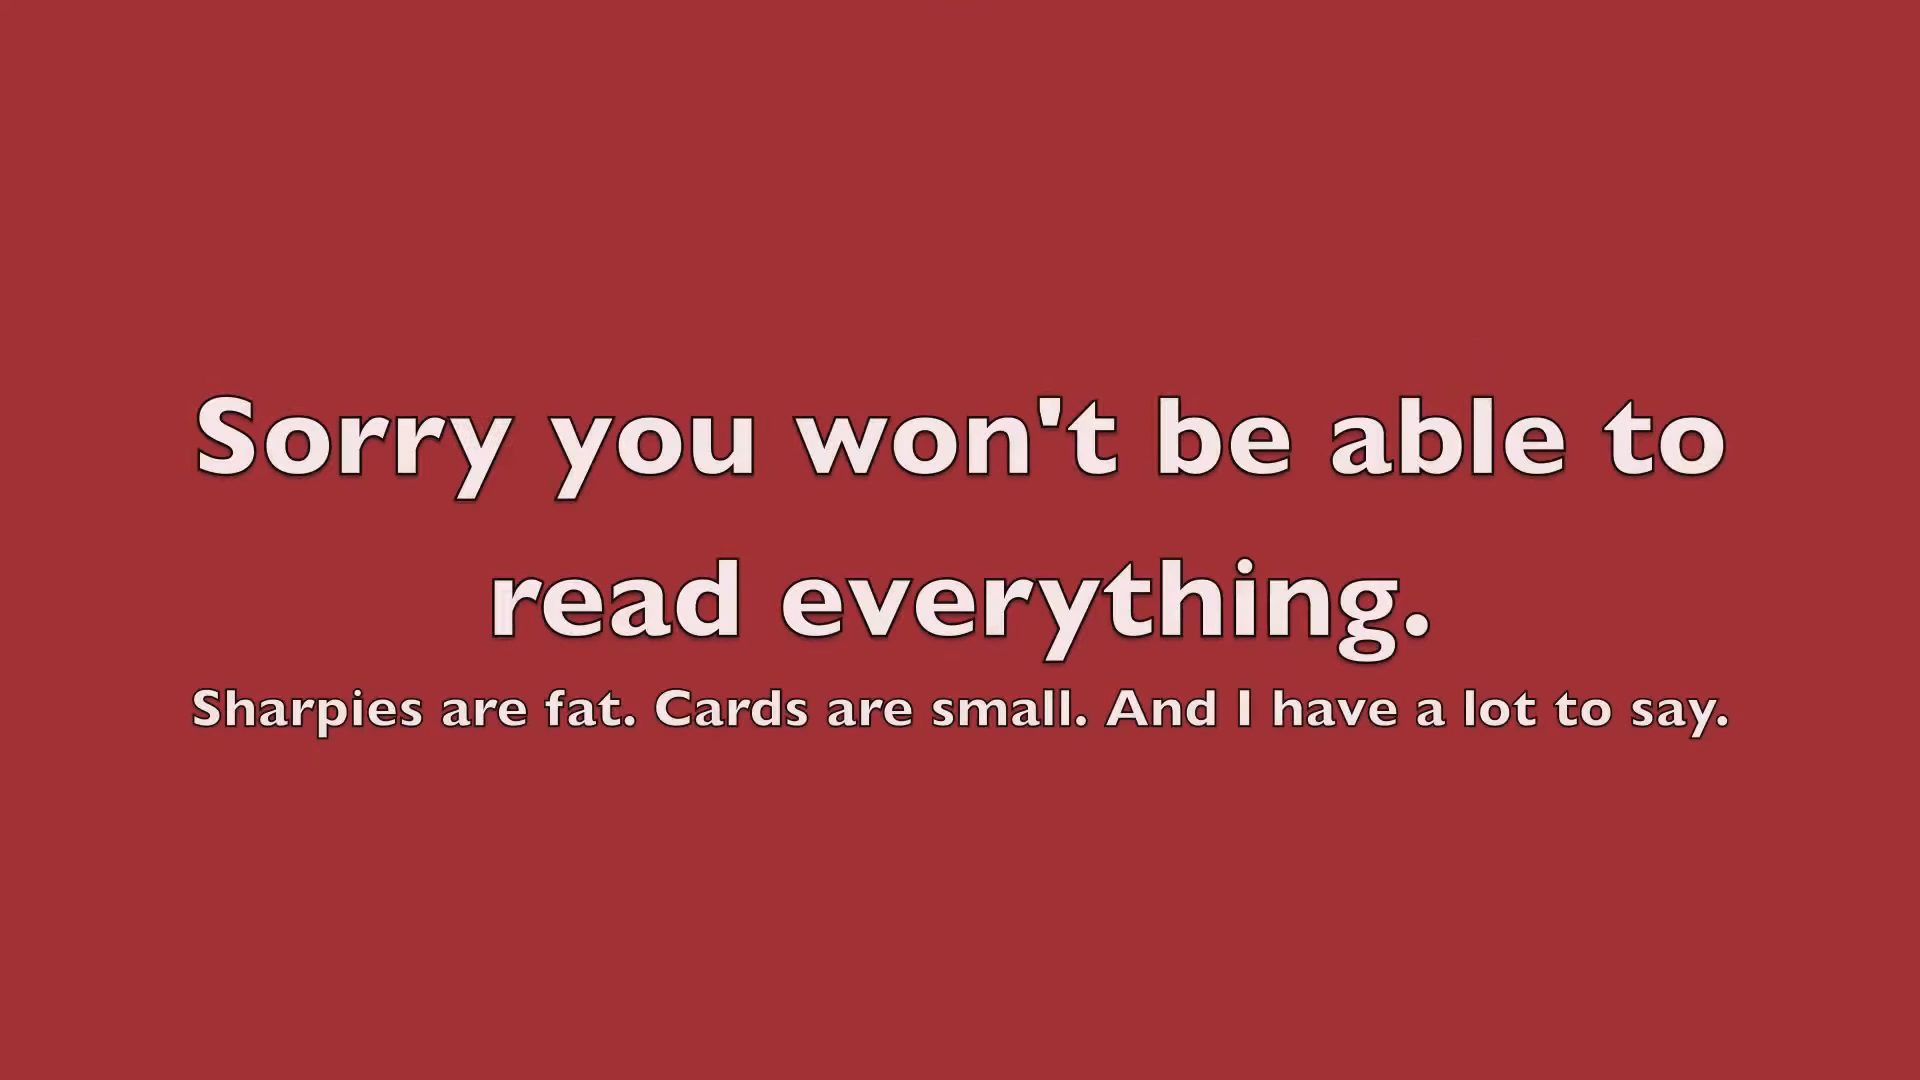 Sorry you won't be able to
read everything.
Sharpies are fat. Cards are small. And I have a lot to say.